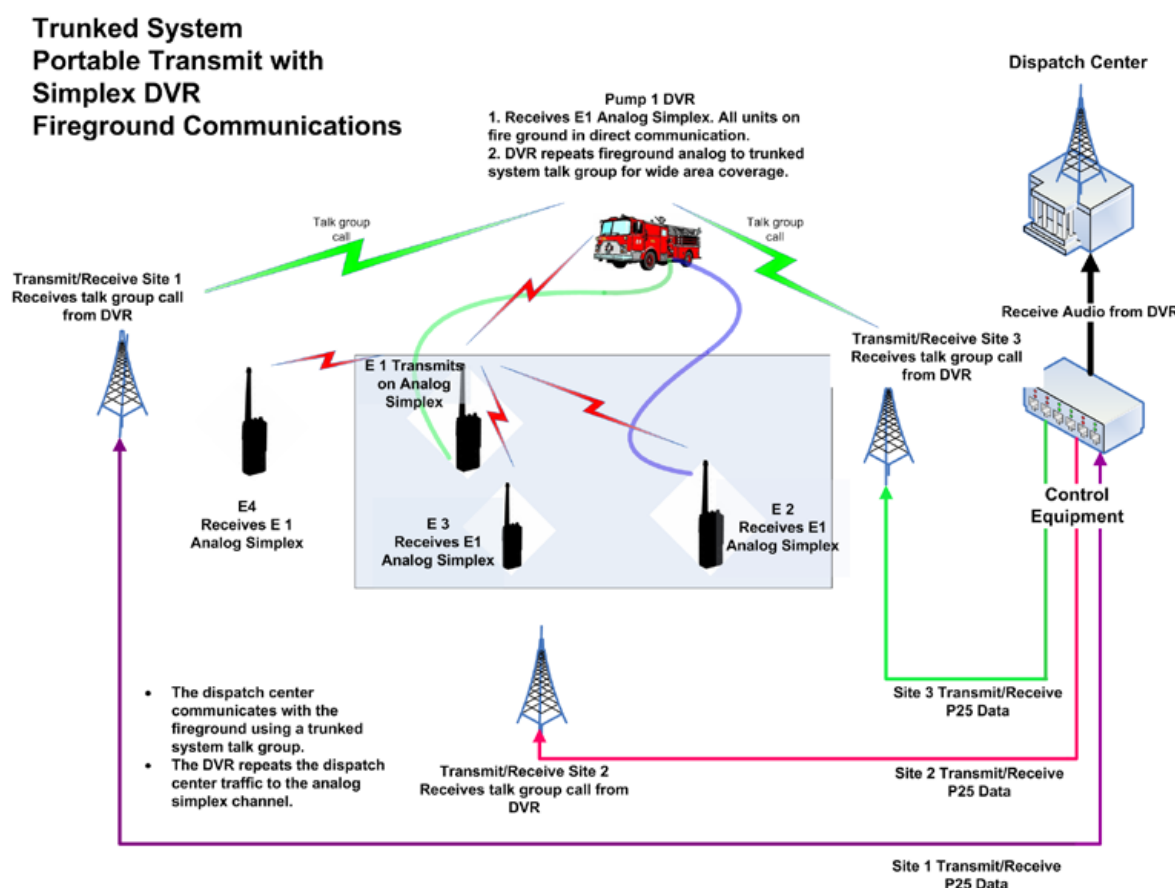 Trunked System
Portable Transmit with
Simplex DVR
Fireground Communications
Dispatch Center
Pump 1 DVR
1. Receives E1 Analog Simplex. All units on
fire ground in direct communication.
2. DVR repeats fireground analog to trunked
system talk group for wide area coverage.
Talk group
call
Talk group
call
Transmit/Receive Site 1
Receives talk group call
from DVR
Receive Audio from DVR
Transmit/Receive Site 3
Receives talk group call
from DVR
E 1 Transmits
on Analog
Simplex
E4
Receives E 1
Analog Simplex
E 3
Receives E1
Analog Simplex
E 2
Receives E1
Analog Simplex
Control
Equipment
• The dispatch center
communicates with the
fireground using a trunked
system talk group.
• The DVR repeats the dispatch
center traffic to the analog
simplex channel.
Site 3 Transmit/Receive
P25 Data
Transmit/Receive Site 2
Receives talk group call from
DVR
Site 2 Transmit/Receive
P25 Data
Site 1 Transmit/Receive
P25 Data